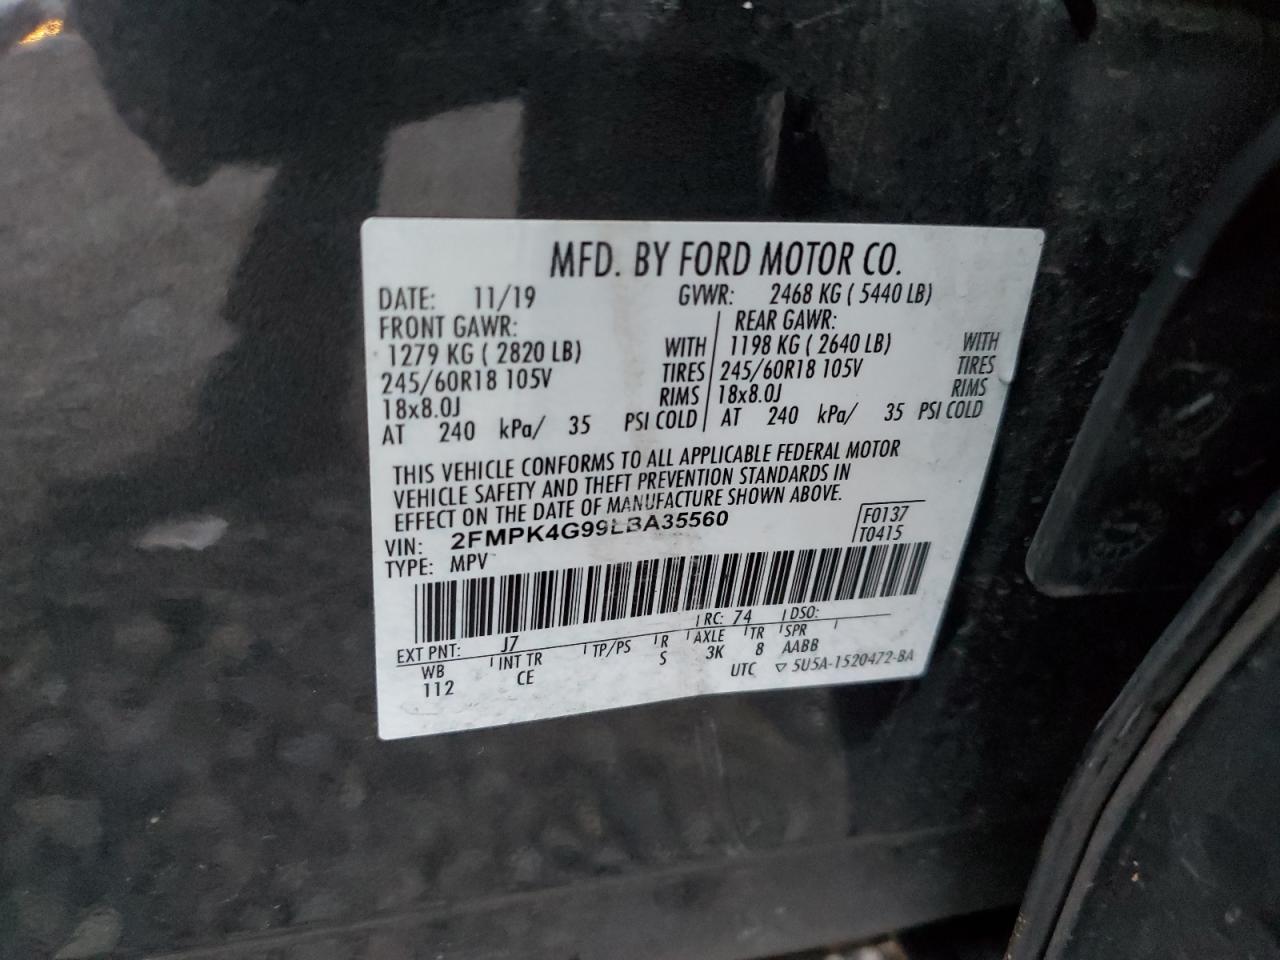 MFD. BY FORD MOTOR CO.
DATE: 11/19 GVWR: 2468 KG ( 5440 LB)
FRONT GAWR: REAR GAWR:
1279 KG ( 2820 LB) WITH 1198 KG ( 2640 LB) WITH
245/60R18 105V TIRES 245/60R18 105V TIRES
18x8.0J RIMS 18x8.0J RIMS
AT 240 kPa/ 35 PSI COLD AT 240 kPa/ 35 PSI COLD
THIS VEHICLE CONFORMS TO ALL APPLICABLE FEDERAL MOTOR
VEHICLE SAFETY AND THEFT PREVENTION STANDARDS IN
EFFECT ON THE DATE OF MANUFACTURE SHOWN ABOVE.
VIN: 2FMPK4G99LBA35560 F0137
TYPE: MPV T0415
EXT PNT: J7 RC: 74 DSO:
WB INT TR TP/PS R AXLE TR SPR
112 CE S 3K 8 AABB
UTC ▽ 5U5A-1520472-BA